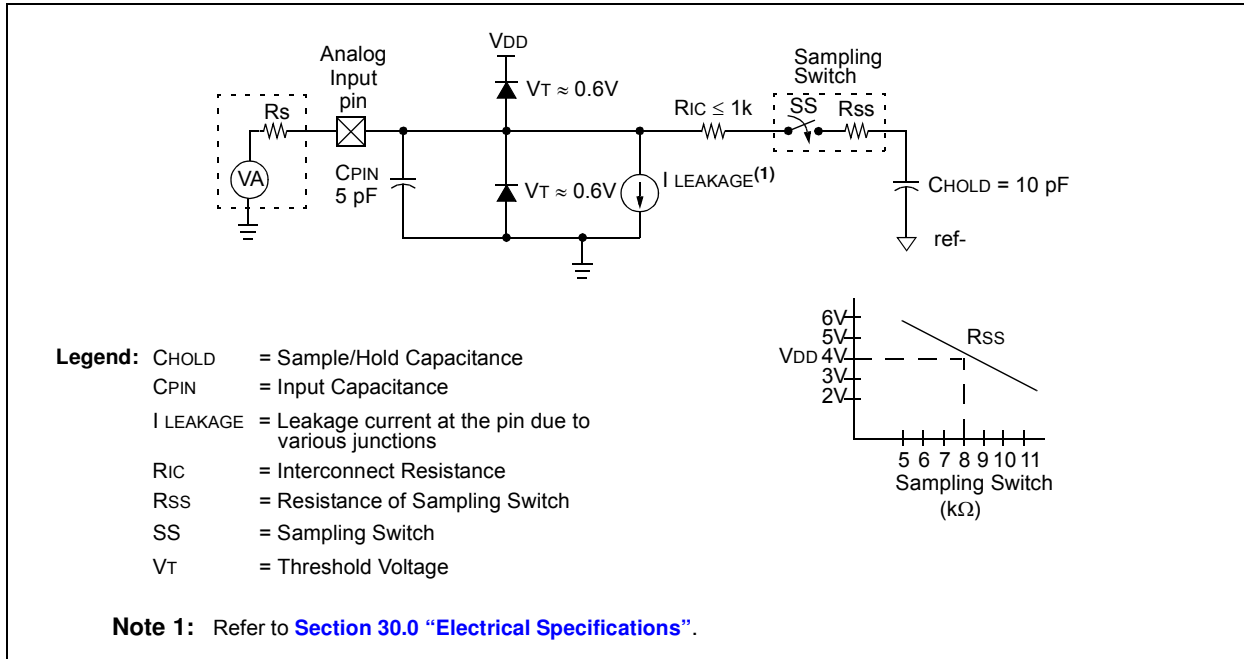 VDD
Analog
Input
pin
Sampling
Switch
VT ≈ 0.6V
Rs
RIC ≤ 1k
SS
Rss
VA
CPIN
5 pF
VT ≈ 0.6V
I LEAKAGE(1)
CHOLD = 10 pF
ref-
6V
5V
VDD 4V
3V
2V
RSS
5 6 7 8 9 10 11
Sampling Switch
(kΩ)
Legend: CHOLD = Sample/Hold Capacitance
CPIN = Input Capacitance
I LEAKAGE = Leakage current at the pin due to
various junctions
RIC = Interconnect Resistance
RSS = Resistance of Sampling Switch
SS = Sampling Switch
VT = Threshold Voltage
Note 1: Refer to Section 30.0 “Electrical Specifications”.